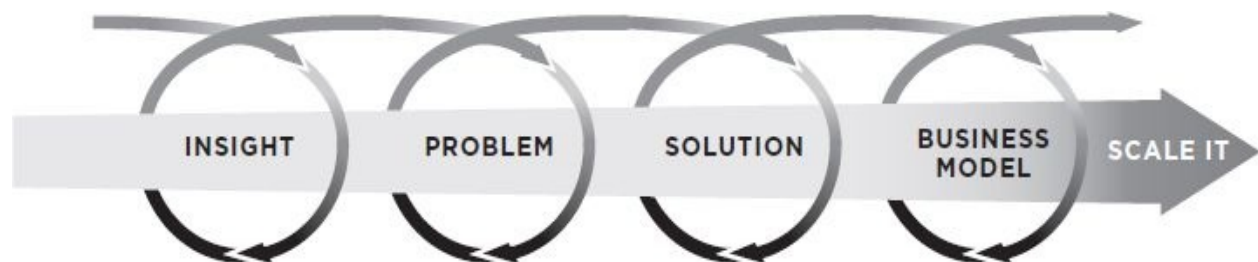 INSIGHT
PROBLEM
SOLUTION
BUSINESS
MODEL
SCALE IT